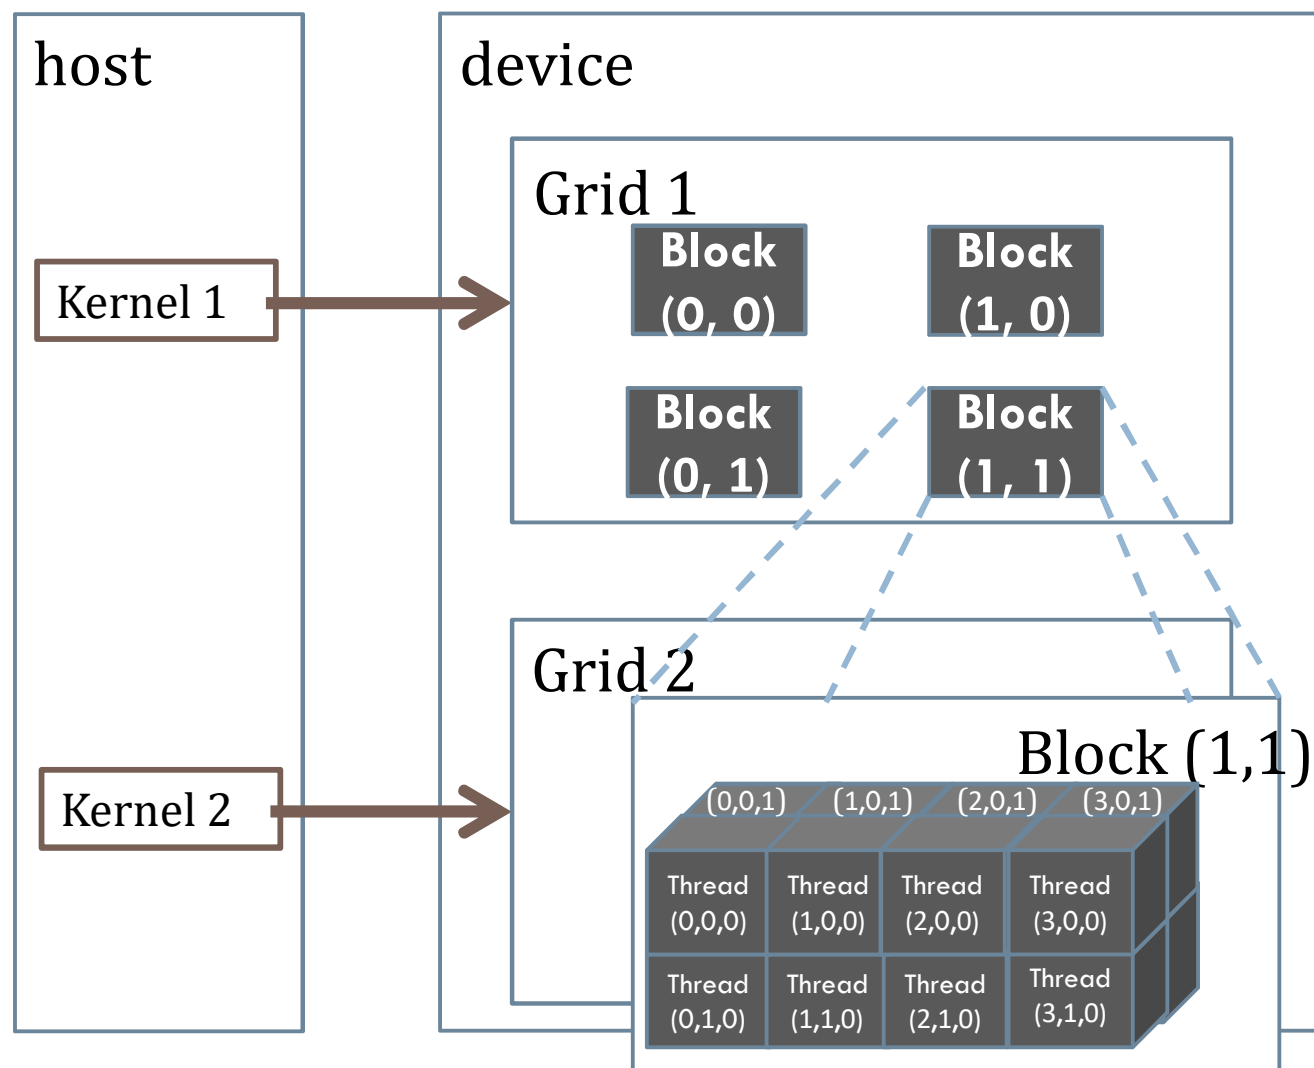 host
device
Grid 1
Block
(0, 0)
Block
(1, 0)
Kernel 1
Block
(0, 1)
Block
(1, 1)
Grid 2
Block (1,1)
Kernel 2
(0,0,1)
(1,0,1)
(2,0,1)
(3,0,1)
Thread
(0,0,0)
Thread
(1,0,0)
Thread
(2,0,0)
Thread
(3,0,0)
Thread
(0,1,0)
Thread
(1,1,0)
Thread
(2,1,0)
Thread
(3,1,0)